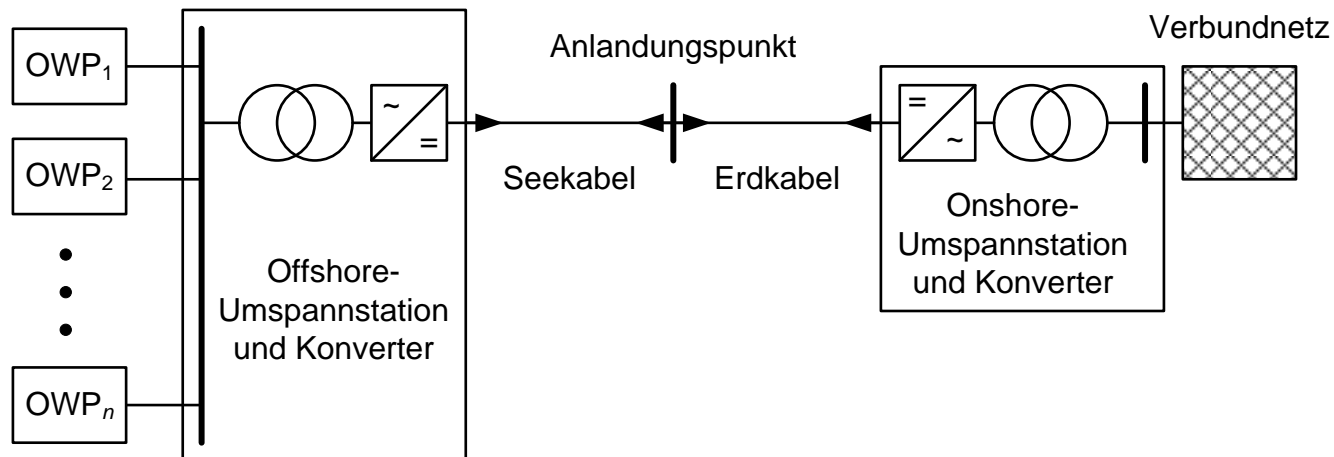 OWP₁
OWP₂
OWPₙ
~
=
Offshore-
Umspannstation
und Konverter
Seekabel
Anlandungspunkt
Erdkabel
=
~
Onshore-
Umspannstation
und Konverter
Verbundnetz